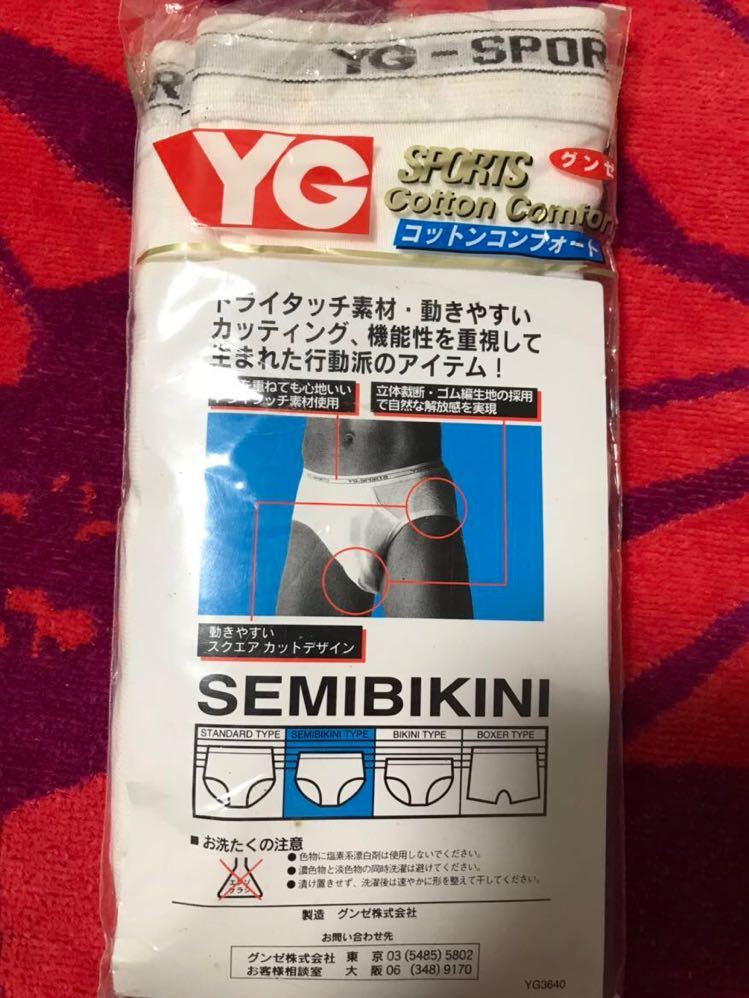 YG-SPOR
R
YG
SPORTS
Cotton Comfor
グンゼ
コットンコンフォート
ドライタッチ素材・動きやすい
カッティング、機能性を重視して
生まれた行動派のアイテム!
を重ねても心地いい
ドライタッチ素材使用
立体裁断・ゴム編生地の採用
で自然な解放感を実現
YG-SPORTS
動きやすい
スクエア カットデザイン
SEMIBIKINI
STANDARD TYPE
SEMIBIKINI TYPE
BIKINI TYPE
BOXER TYPE
■お洗たくの注意
エンソ
サラシ
●色物に塩素系漂白剤は使用しないでください。
●濃色物と淡色物の同時洗濯は避けてください。
●漬け置きせず、洗濯後は速やかに形を整えて干してください。
製造 グンゼ株式会社
お問い合わせ先
グンゼ株式会社 東 京 03 (5485) 5802
お客様相談室 大 阪 06 (348) 9170
YG3640